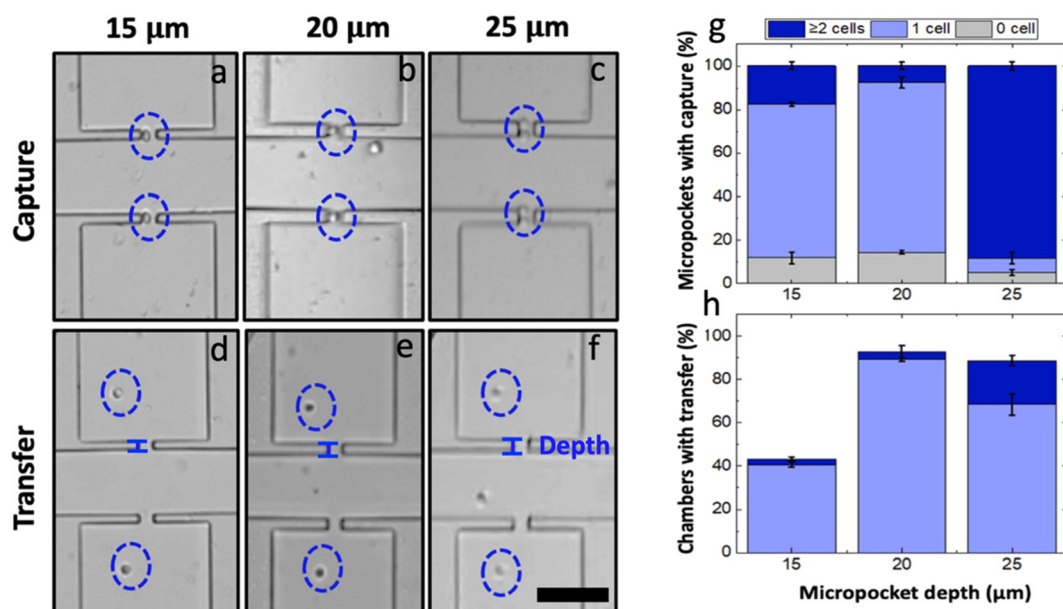 15 µm
20 µm
25 µm
Capture
a
b
c
Transfer
d
e
f
Depth
g
≥2 cells
1 cell
0 cell
Micropockets with capture (%)
100
80
60
40
20
0
15
20
25
h
Chambers with transfer (%)
100
80
60
40
20
0
15
20
25
Micropocket depth (µm)